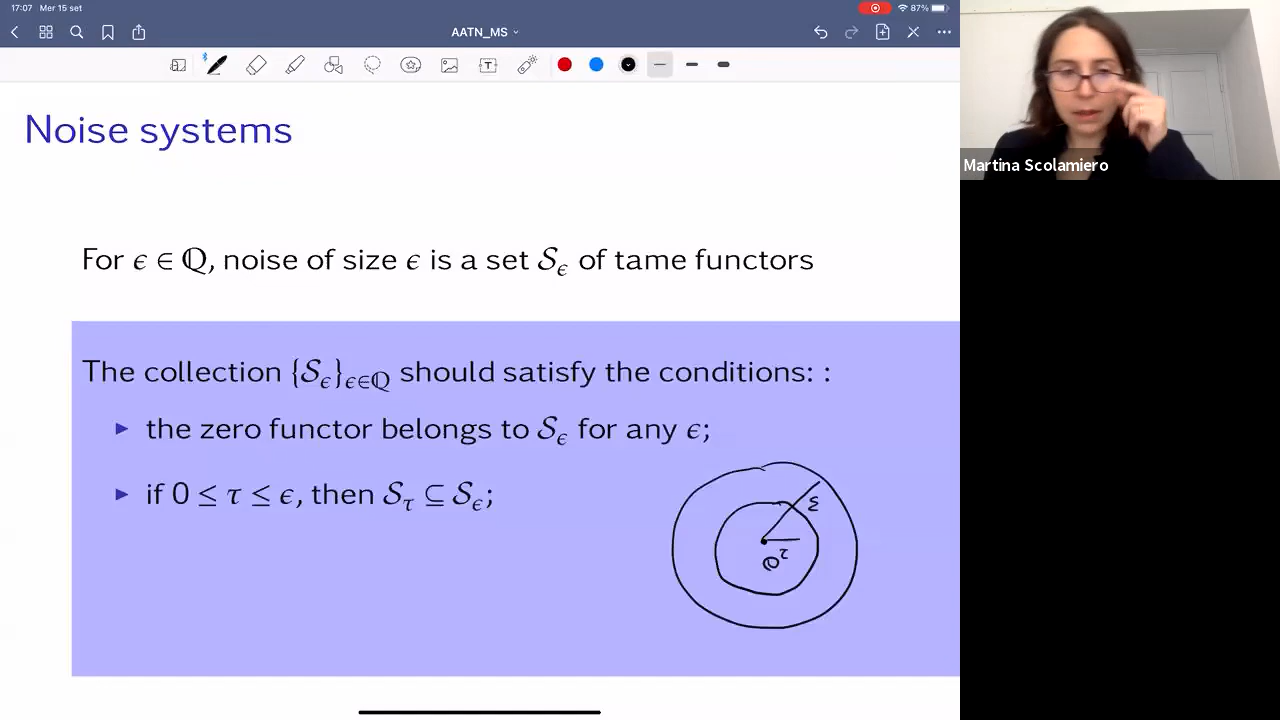 17:07 Mer 15 set
87%
AATN_MS
T
Noise systems
For ϵ ∈ ℚ, noise of size ϵ is a set 𝒮_ϵ of tame functors
The collection {𝒮_ϵ}_{ϵ∈ℚ} should satisfy the conditions: :
▶ the zero functor belongs to 𝒮_ϵ for any ϵ;
▶ if 0 ≤ τ ≤ ϵ, then 𝒮_τ ⊆ 𝒮_ϵ;
ε
τ
0
Martina Scolamiero